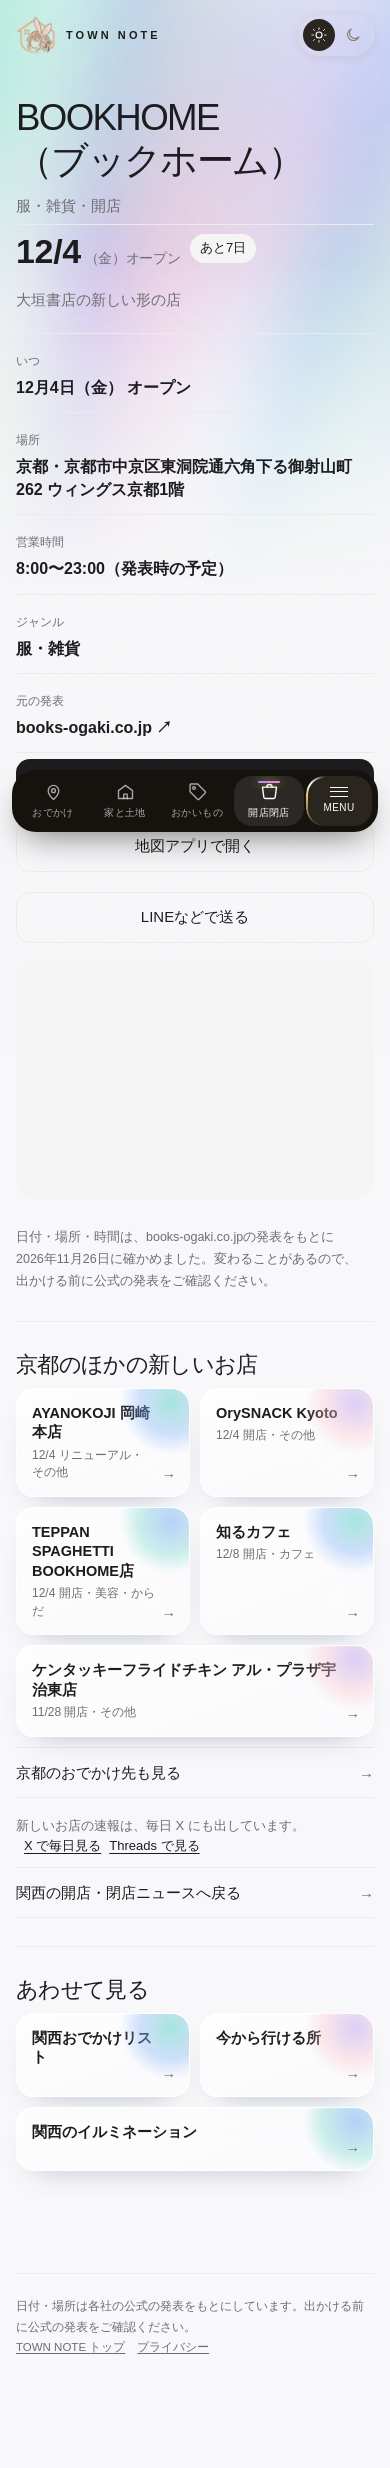 TOWN NOTE
BOOKHOME
（ブックホーム）
服・雑貨・開店
12/4（金）オープン あと7日
大垣書店の新しい形の店
いつ
12月4日（金） オープン
場所
京都・京都市中京区東洞院通六角下る御射山町
262 ウィングス京都1階
営業時間
8:00〜23:00（発表時の予定）
ジャンル
服・雑貨
元の発表
books-ogaki.co.jp ↗
おでかけ
家と土地
おかいもの
開店閉店
MENU
地図アプリで開く
LINEなどで送る
日付・場所・時間は、books-ogaki.co.jpの発表をもとに
2026年11月26日に確かめました。変わることがあるので、
出かける前に公式の発表をご確認ください。
京都のほかの新しいお店
AYANOKOJI 岡崎
本店
12/4 リニューアル・
その他
→
OrySNACK Kyoto
12/4 開店・その他
→
TEPPAN
SPAGHETTI
BOOKHOME店
12/4 開店・美容・から
だ
→
知るカフェ
12/8 開店・カフェ
→
ケンタッキーフライドチキン アル・プラザ宇
治東店
11/28 開店・その他
→
京都のおでかけ先も見る →
新しいお店の速報は、毎日 X にも出しています。
X で毎日見る Threads で見る
関西の開店・閉店ニュースへ戻る →
あわせて見る
関西おでかけリス
ト
→
今から行ける所
→
関西のイルミネーション
→
日付・場所は各社の公式の発表をもとにしています。出かける前
に公式の発表をご確認ください。
TOWN NOTE トップ プライバシー